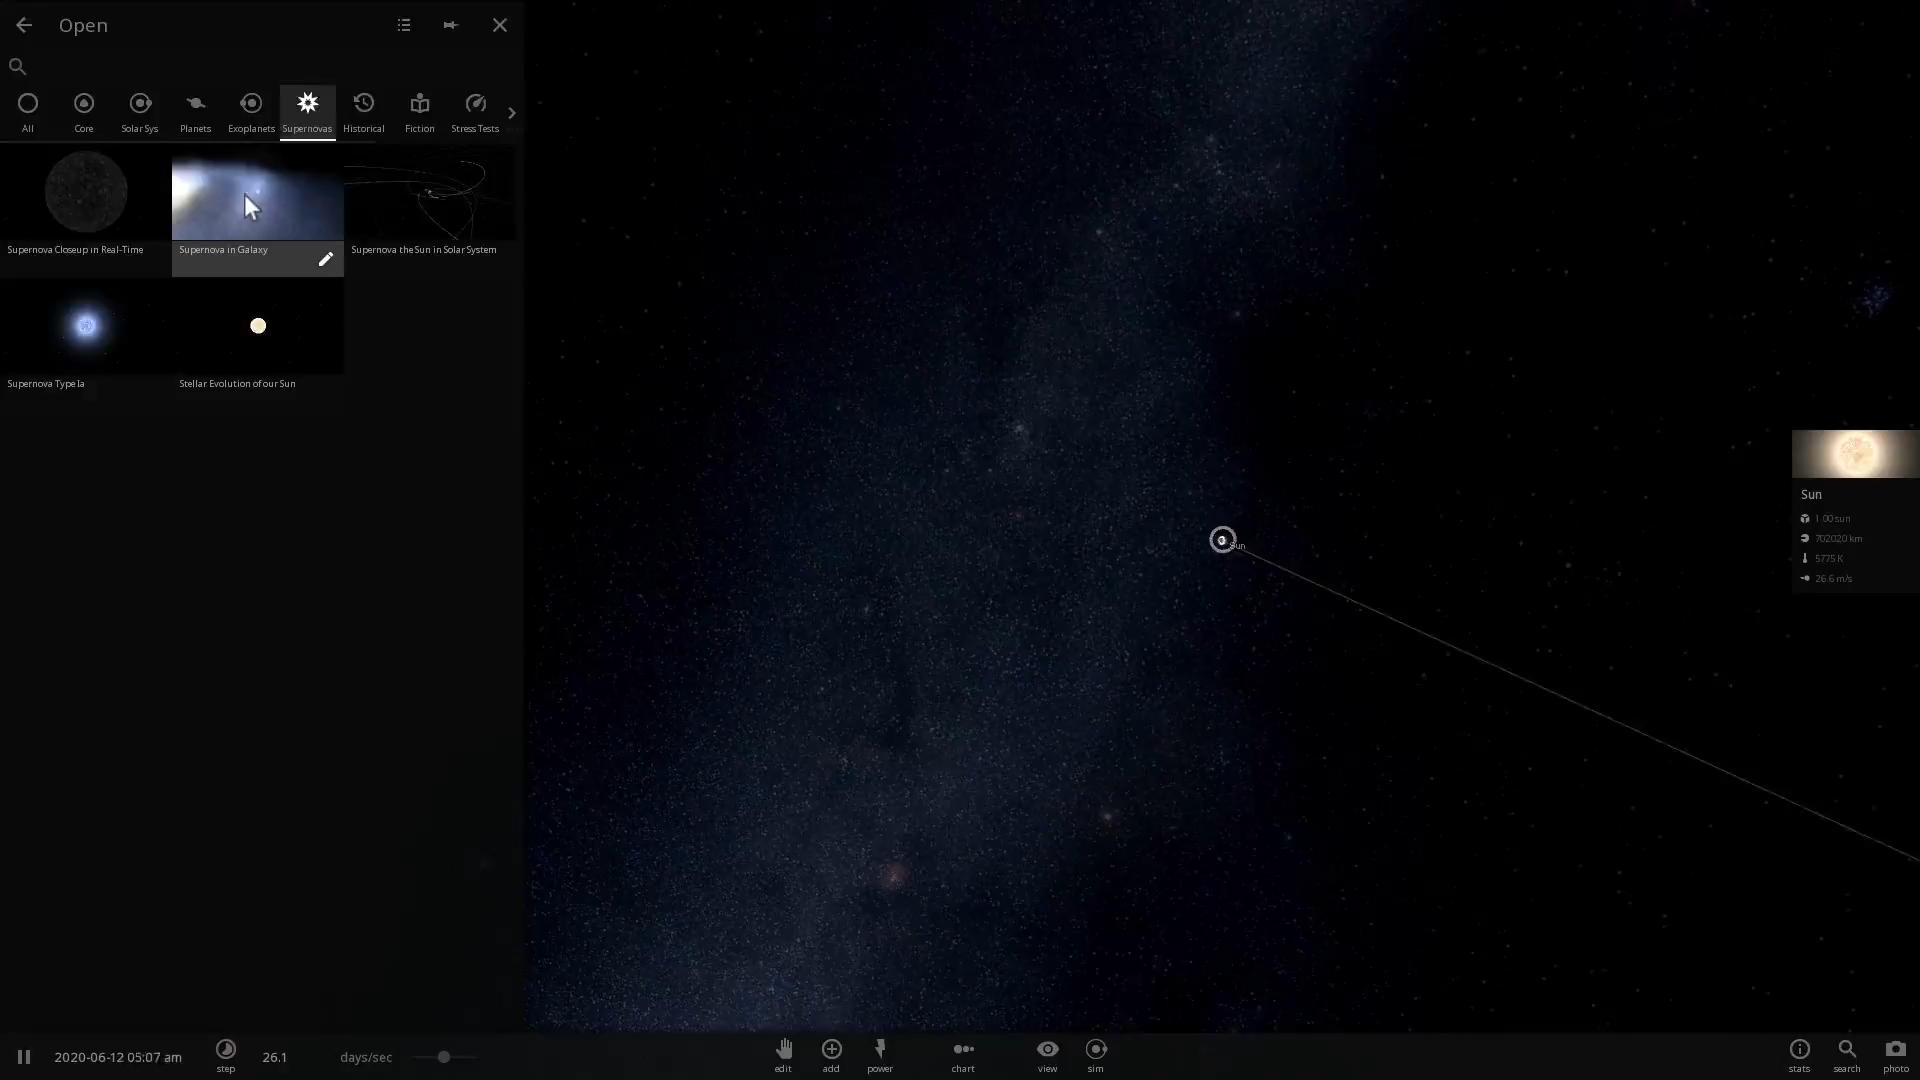 Open
All Core Solar Sys Planets Exoplanets Supernovas Historical Fiction Stress Tests
Supernova Closeup in Real-Time Supernova in Galaxy Supernova the Sun in Solar System
Supernova Type Ia Stellar Evolution of our Sun
Sun
Sun
1.00 sun
702020 km
5775 K
26.6 m/s
2020-06-12 05:07 am step 26.1 days/sec edit add power chart view sim stats search photo